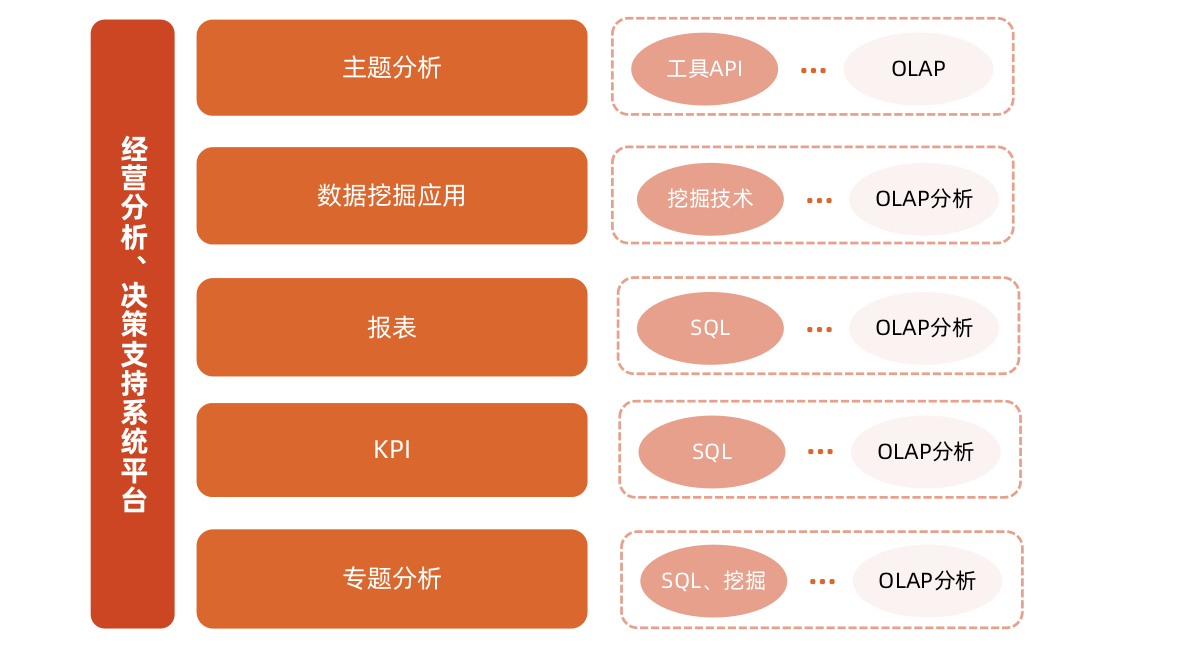 经营分析、决策支持系统平台
主题分析
工具API
OLAP
数据挖掘应用
挖掘技术
OLAP分析
报表
SQL
OLAP分析
KPI
SQL
OLAP分析
专题分析
SQL、挖掘
OLAP分析